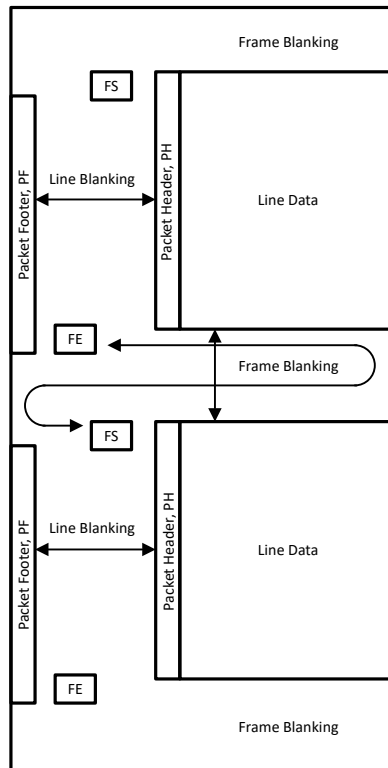 Frame Blanking
FS
Packet Footer, PF
Line Blanking
Packet Header, PH
Line Data
FE
Frame Blanking
FS
Packet Footer, PF
Line Blanking
Packet Header, PH
Line Data
FE
Frame Blanking